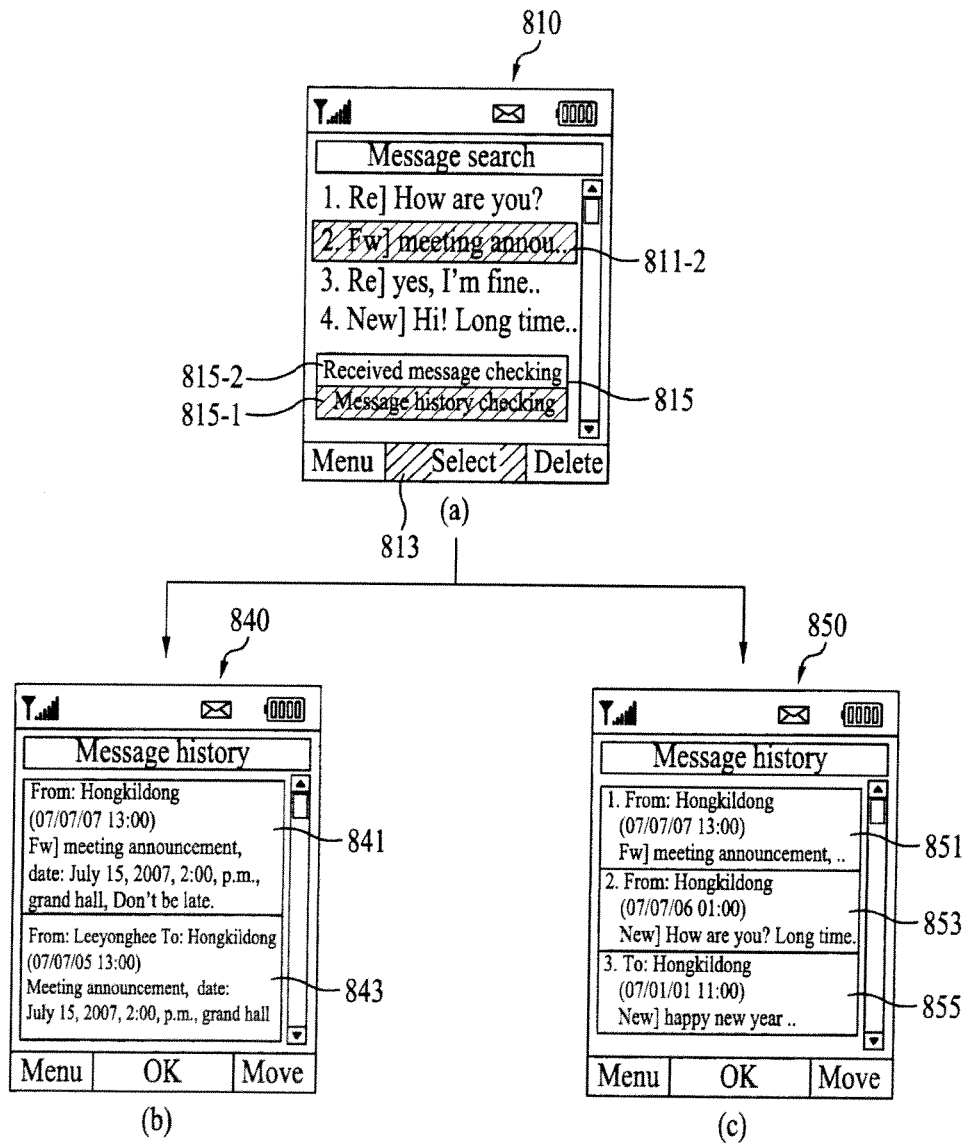 810
Message search
1. Re] How are you?
2. Fw] meeting annou..
811-2
3. Re] yes, I'm fine..
4. New] Hi! Long time..
815-2
Received message checking
815
815-1
Message history checking
Menu
Select
Delete
813
(a)
840
Message history
From: Hongkildong
(07/07/07 13:00)
Fw] meeting announcement,
date: July 15, 2007, 2:00, p.m.,
grand hall, Don't be late.
841
From: Leeyonghee To: Hongkildong
(07/07/05 13:00)
Meeting announcement, date:
July 15, 2007, 2:00, p.m., grand hall
843
Menu
OK
Move
(b)
850
Message history
1. From: Hongkildong
(07/07/07 13:00)
Fw] meeting announcement, ..
851
2. From: Hongkildong
(07/07/06 01:00)
New] How are you? Long time.
853
3. To: Hongkildong
(07/01/01 11:00)
New] happy new year ..
855
Menu
OK
Move
(c)